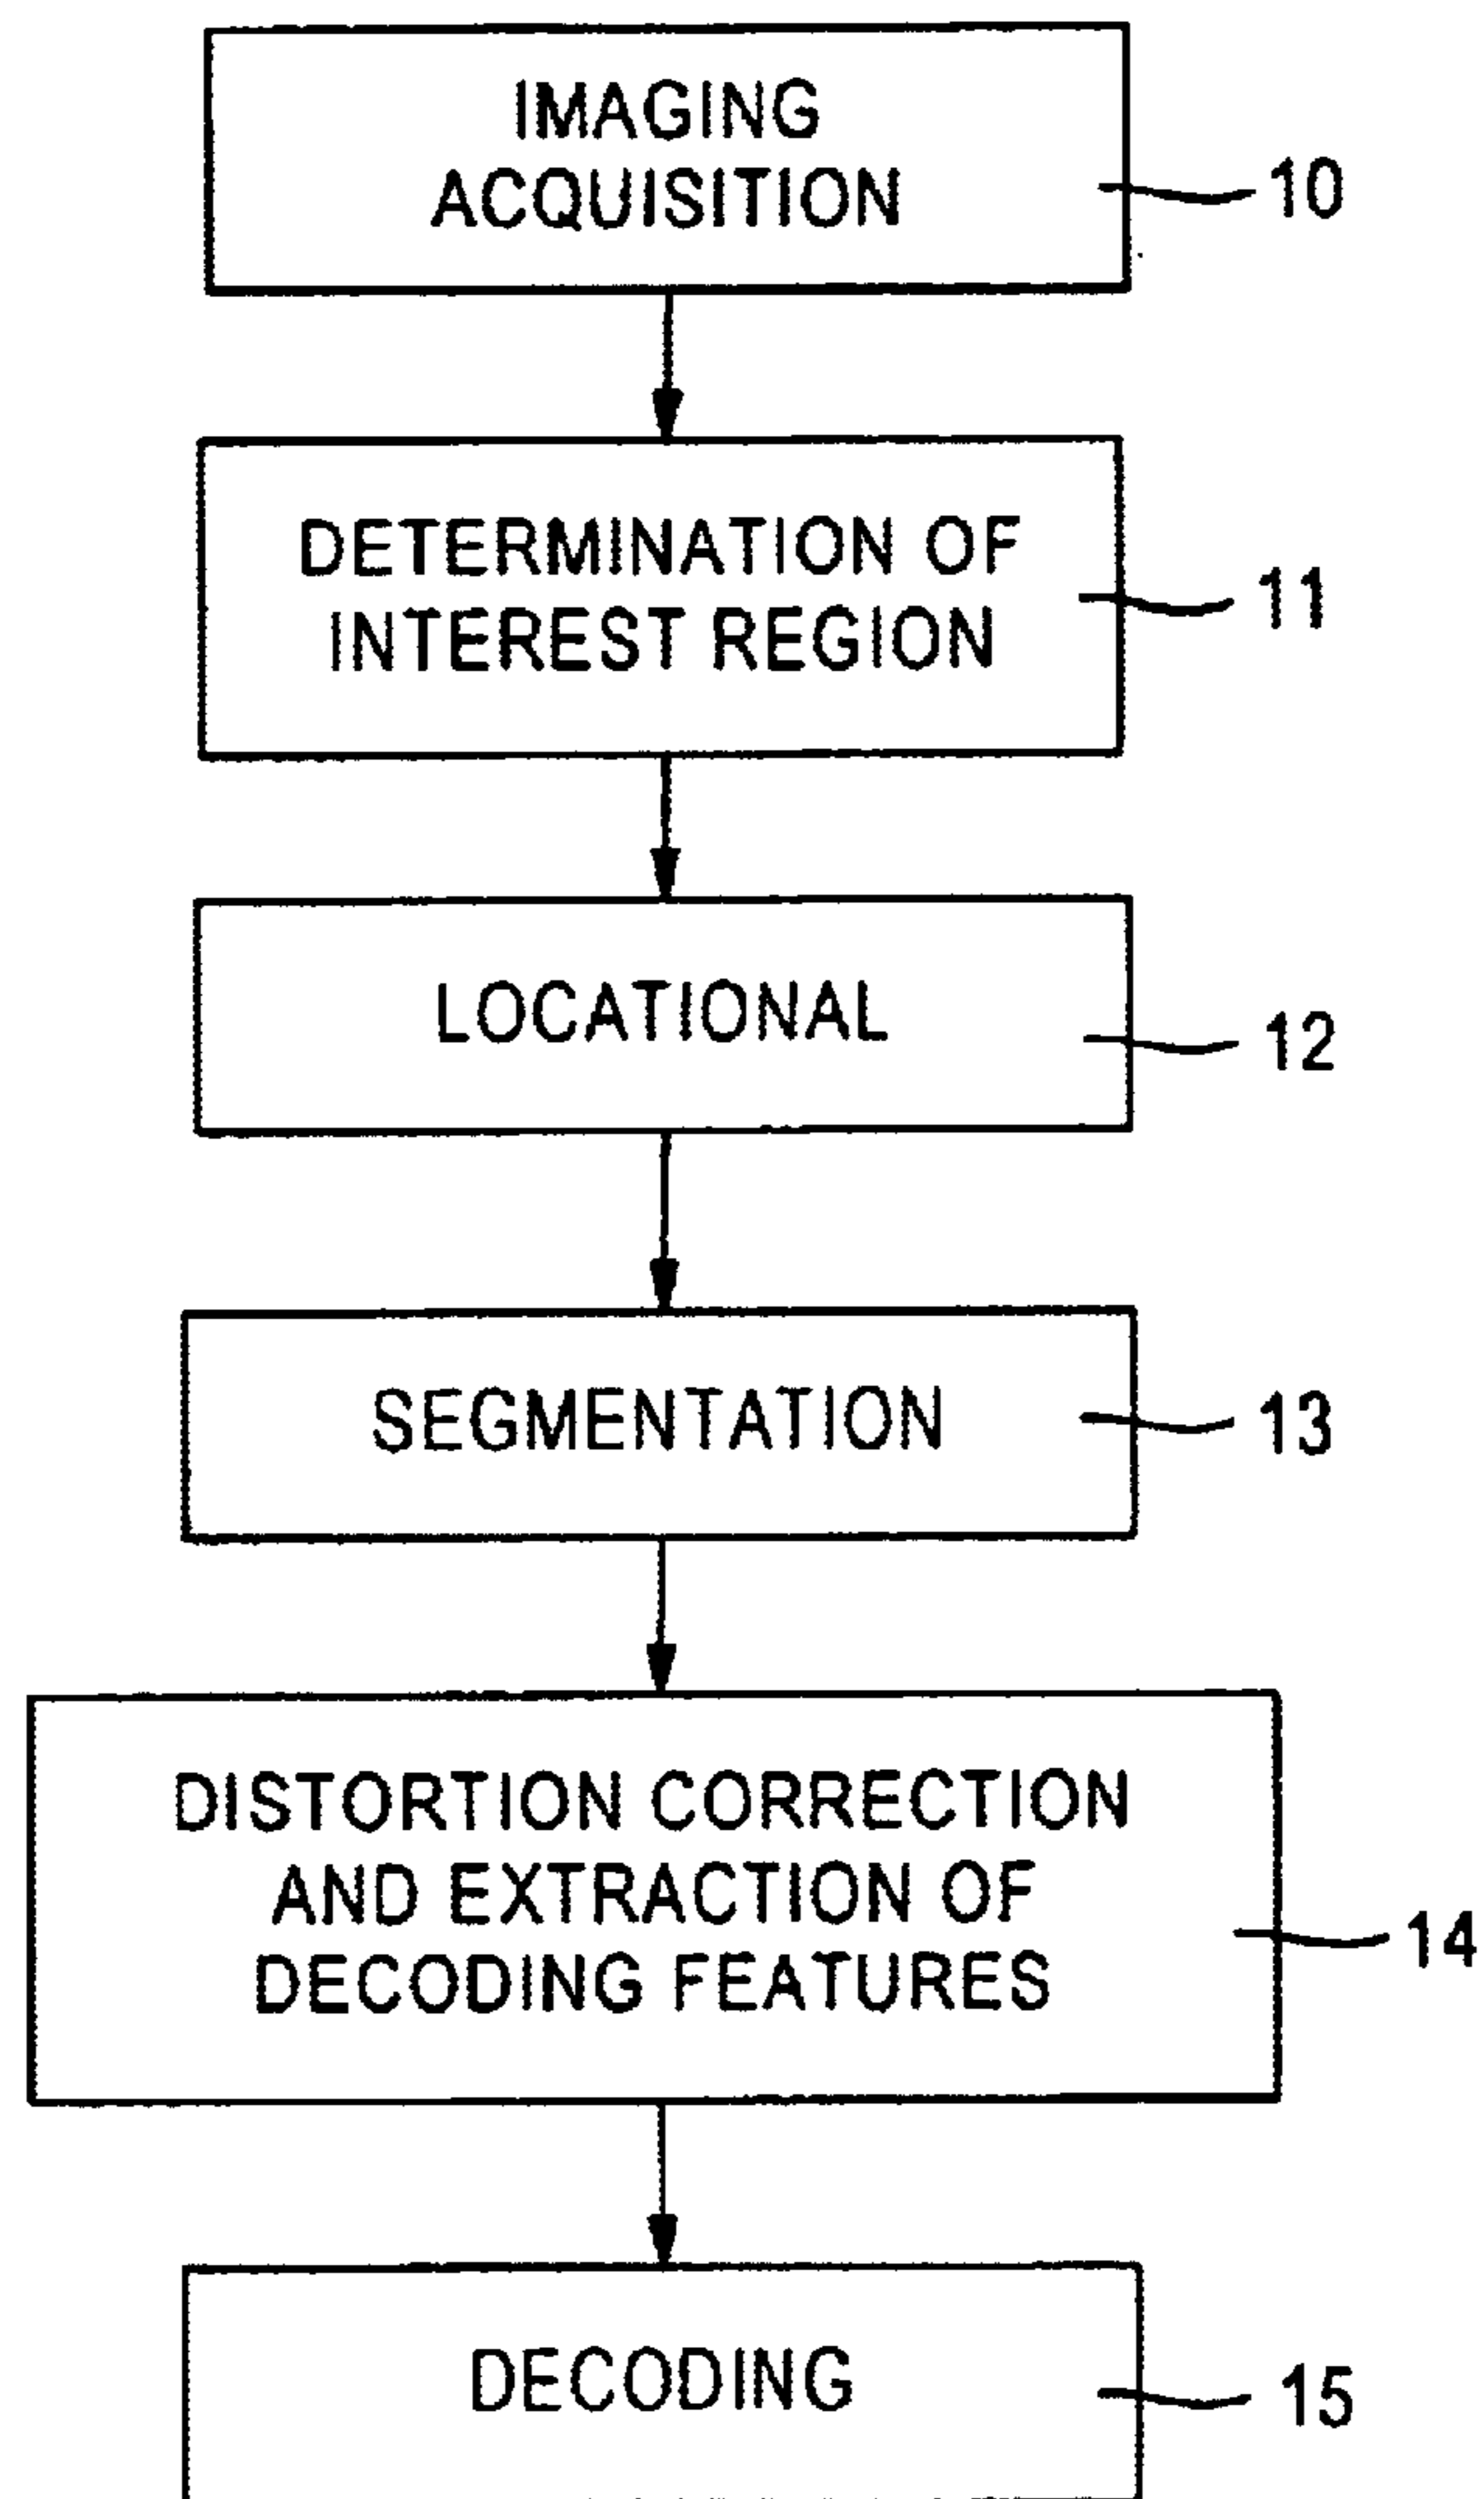 IMAGING
ACQUISITION
10
DETERMINATION OF
INTEREST REGION
11
LOCATIONAL
12
SEGMENTATION
13
DISTORTION CORRECTION
AND EXTRACTION OF
DECODING FEATURES
14
DECODING
15